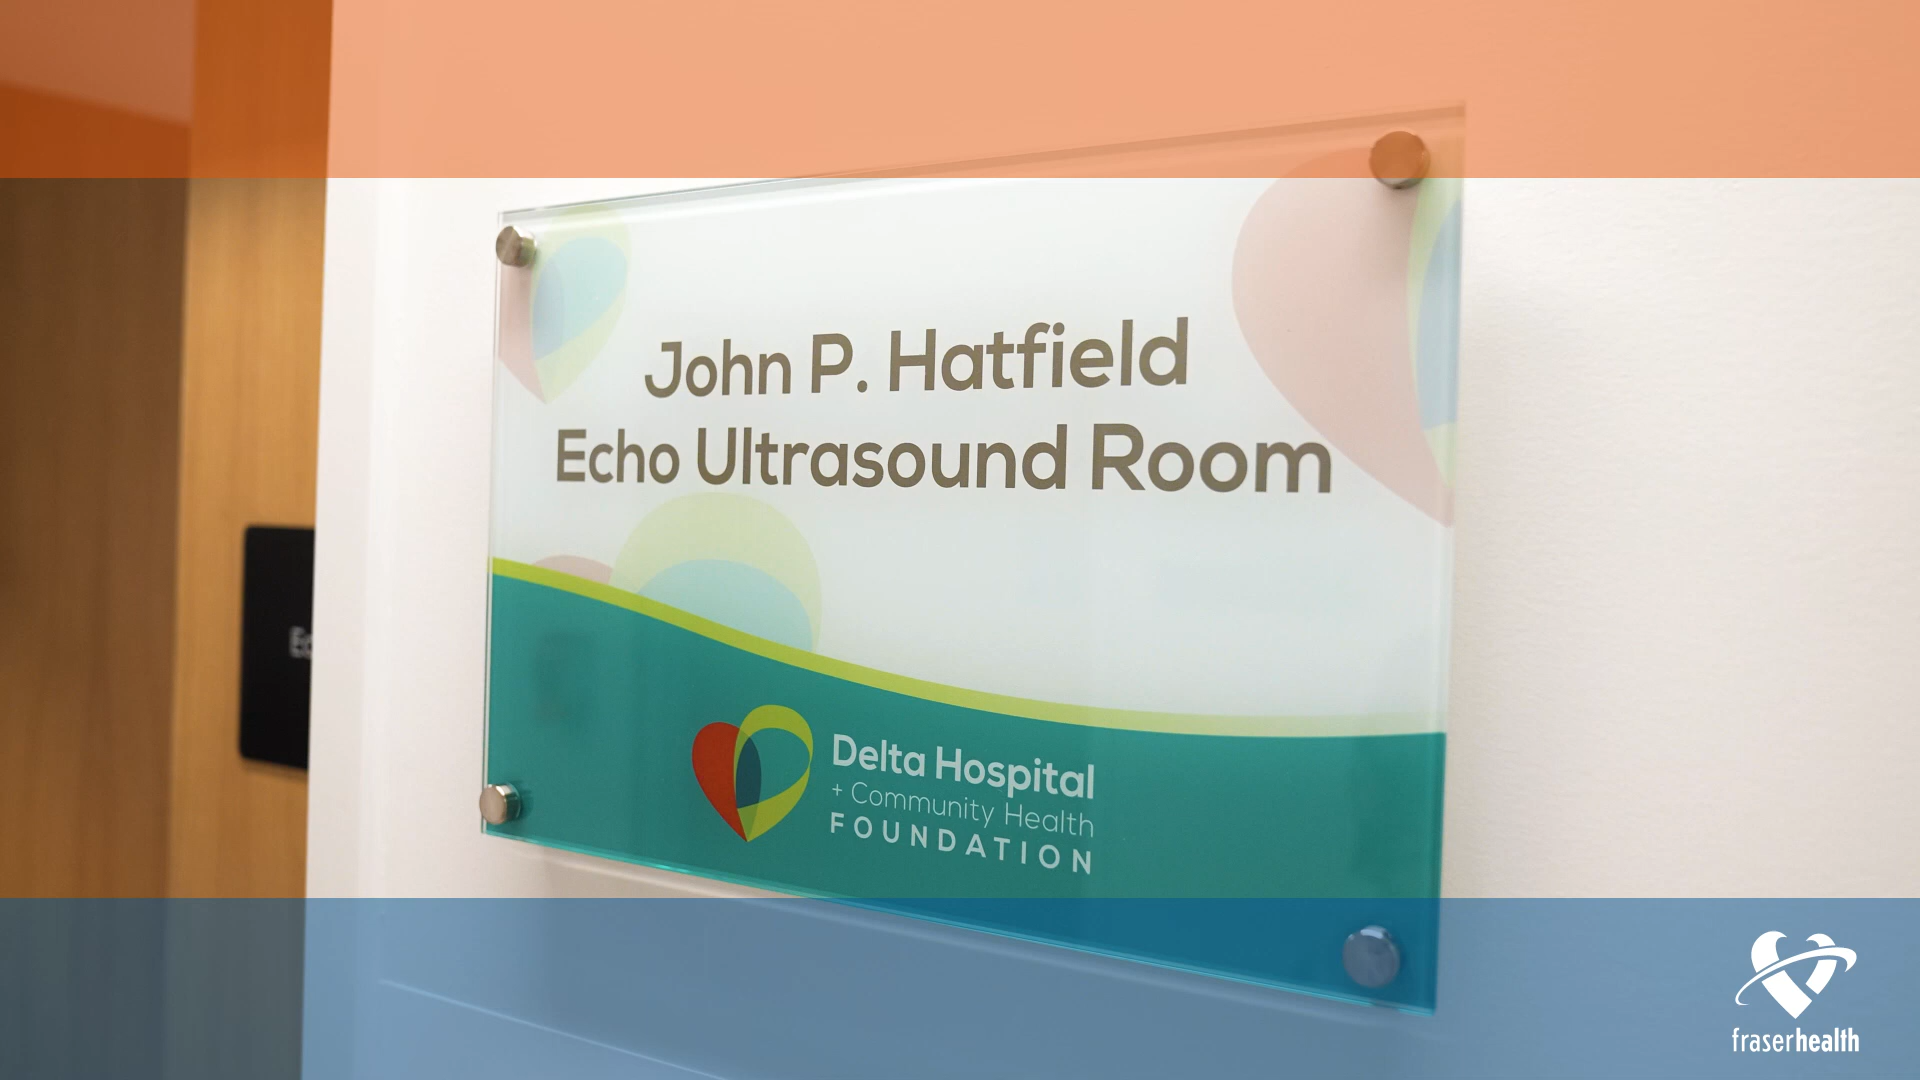 John P. Hatfield
Echo Ultrasound Room
Delta Hospital
+ Community Health
FOUNDATION
fraserhealth